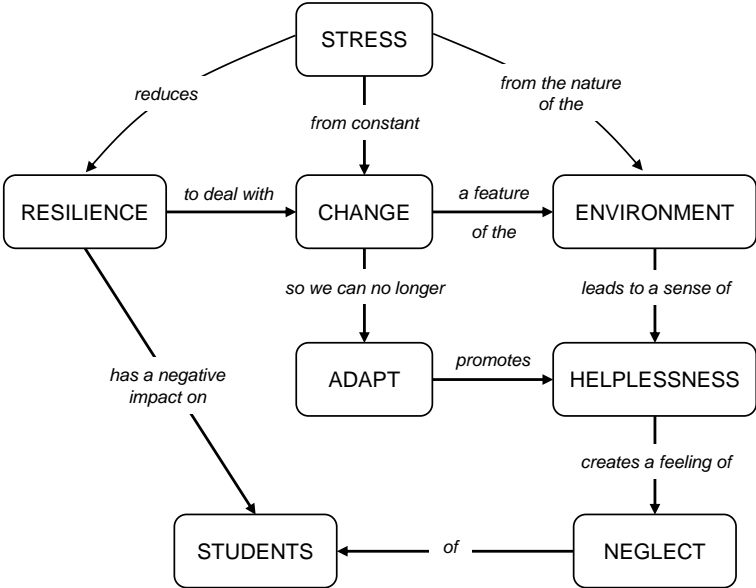 STRESS
reduces
from the nature
of the
from constant
RESILIENCE
to deal with
CHANGE
a feature
of the
ENVIRONMENT
so we can no longer
leads to a sense of
has a negative
impact on
ADAPT
promotes
HELPLESSNESS
creates a feeling of
STUDENTS
of
NEGLECT